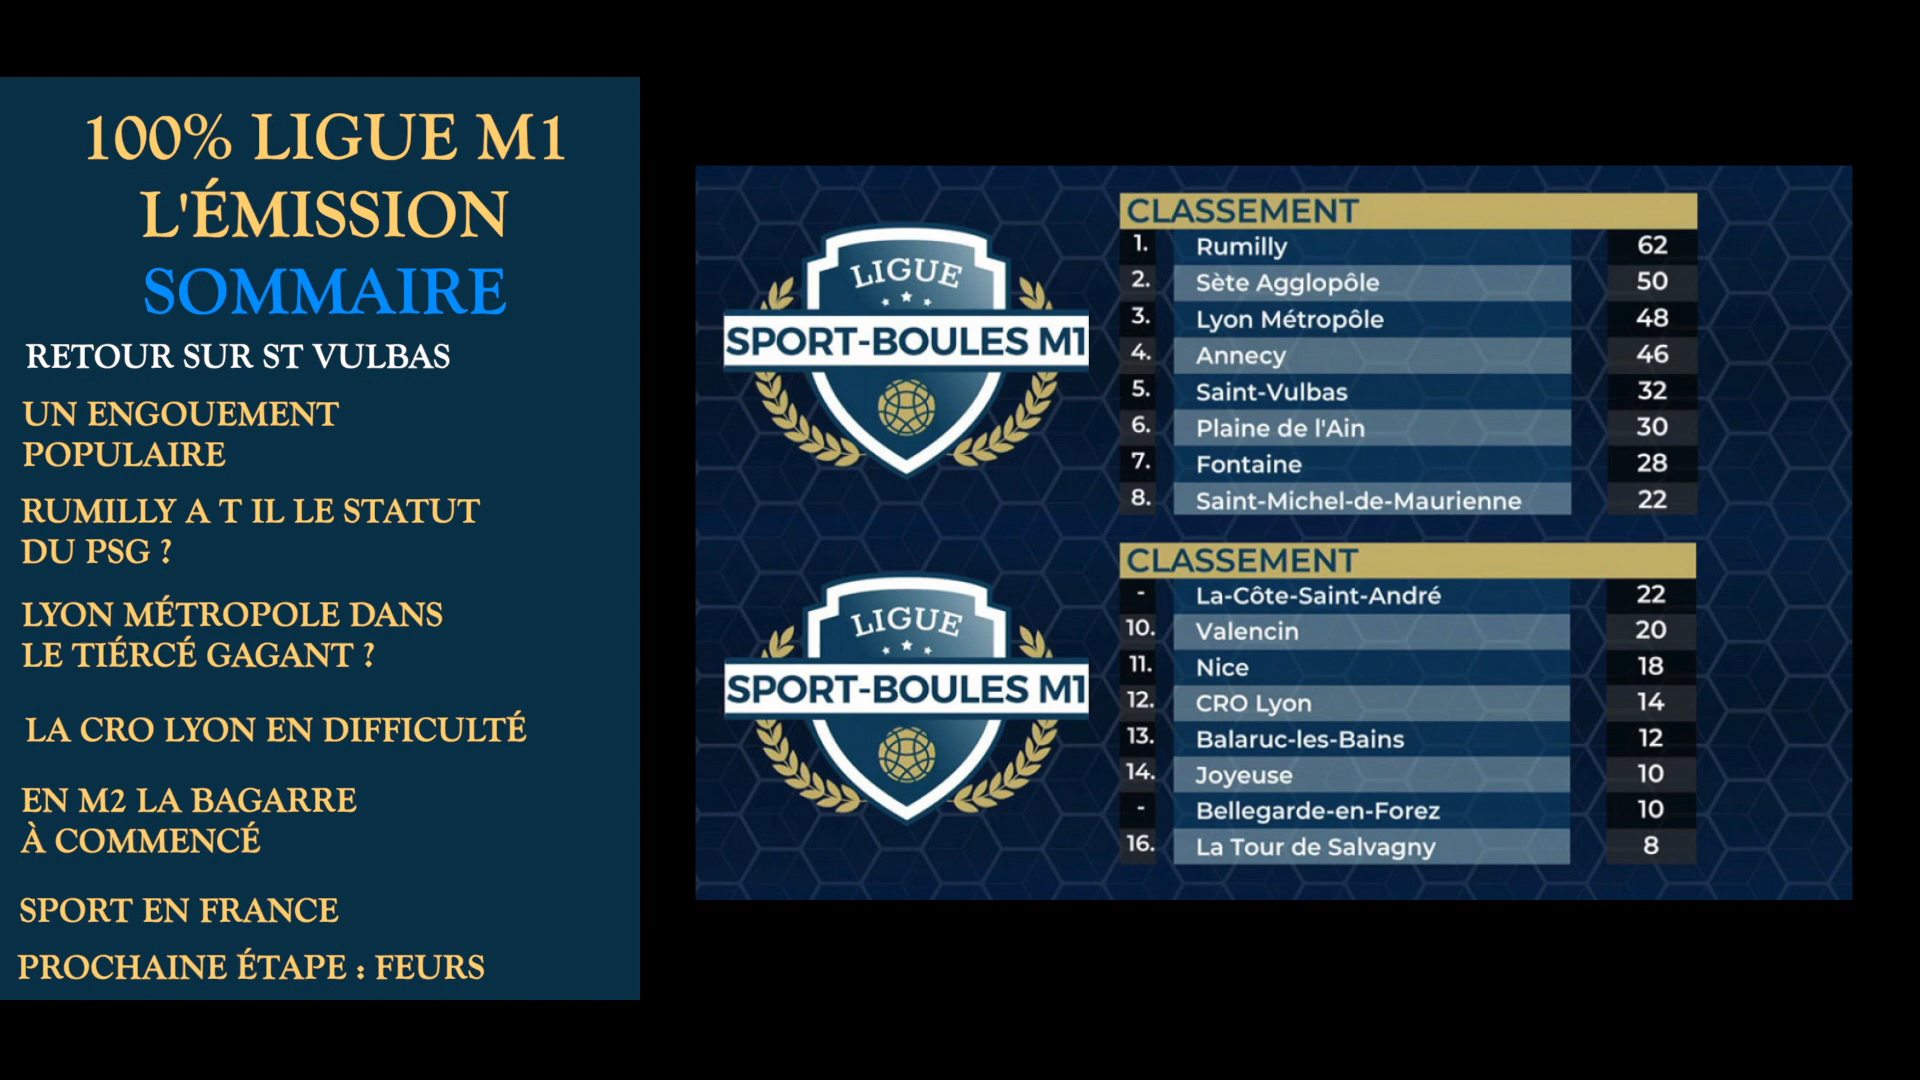 100% LIGUE M1
L'ÉMISSION
SOMMAIRE
RETOUR SUR ST VULBAS
UN ENGOUEMENT
POPULAIRE
RUMILLY A T IL LE STATUT
DU PSG ?
LYON MÉTROPOLE DANS
LE TIÉRCÉ GAGANT ?
LA CRO LYON EN DIFFICULTÉ
EN M2 LA BAGARRE
À COMMENCÉ
SPORT EN FRANCE
PROCHAINE ÉTAPE : FEURS
LIGUE
SPORT-BOULES M1
CLASSEMENT
1. Rumilly 62
2. Sète Agglopôle 50
3. Lyon Métropôle 48
4. Annecy 46
5. Saint-Vulbas 32
6. Plaine de l'Ain 30
7. Fontaine 28
8. Saint-Michel-de-Maurienne 22
LIGUE
SPORT-BOULES M1
CLASSEMENT
- La-Côte-Saint-André 22
10. Valencin 20
11. Nice 18
12. CRO Lyon 14
13. Balaruc-les-Bains 12
14. Joyeuse 10
- Bellegarde-en-Forez 10
16. La Tour de Salvagny 8